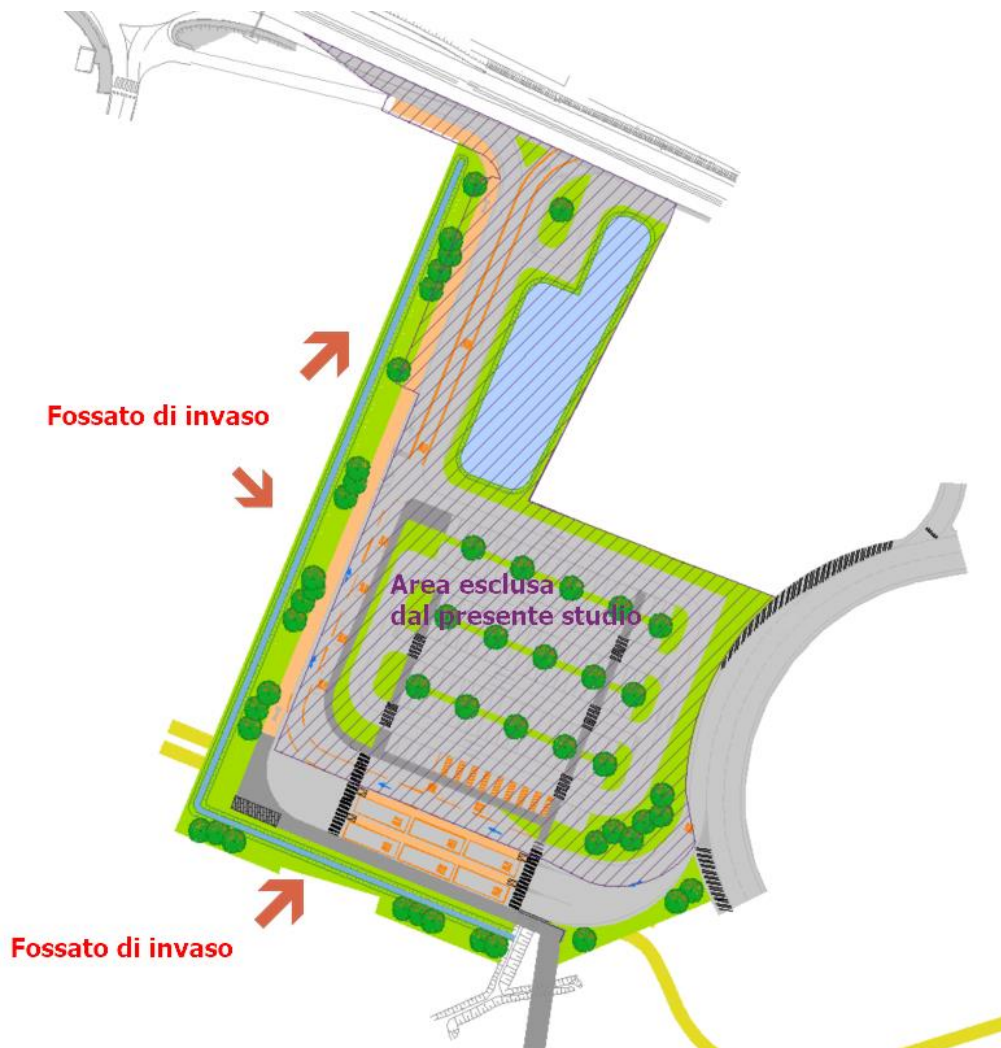 Fossato di invaso
Area esclusa
dal presente studio
Fossato di invaso